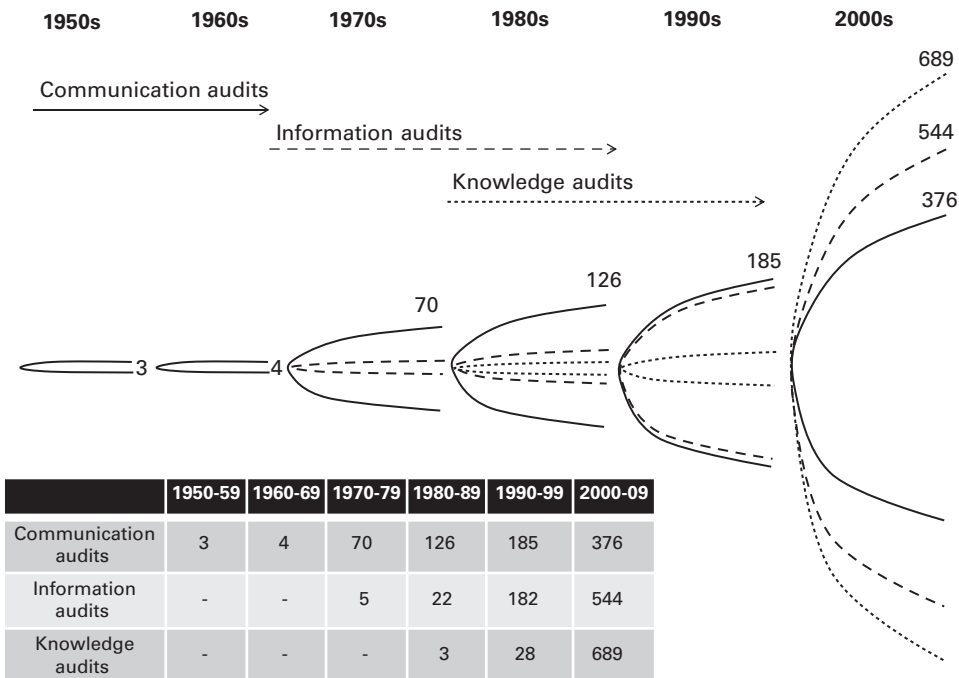 1950s 1960s 1970s 1980s 1990s 2000s
689
Communication audits
544
Information audits
Knowledge audits
376
185
126
70
3 4
1950-59 1960-69 1970-79 1980-89 1990-99 2000-09
Communication
audits 3 4 70 126 185 376
Information
audits - - 5 22 182 544
Knowledge
audits - - - 3 28 689